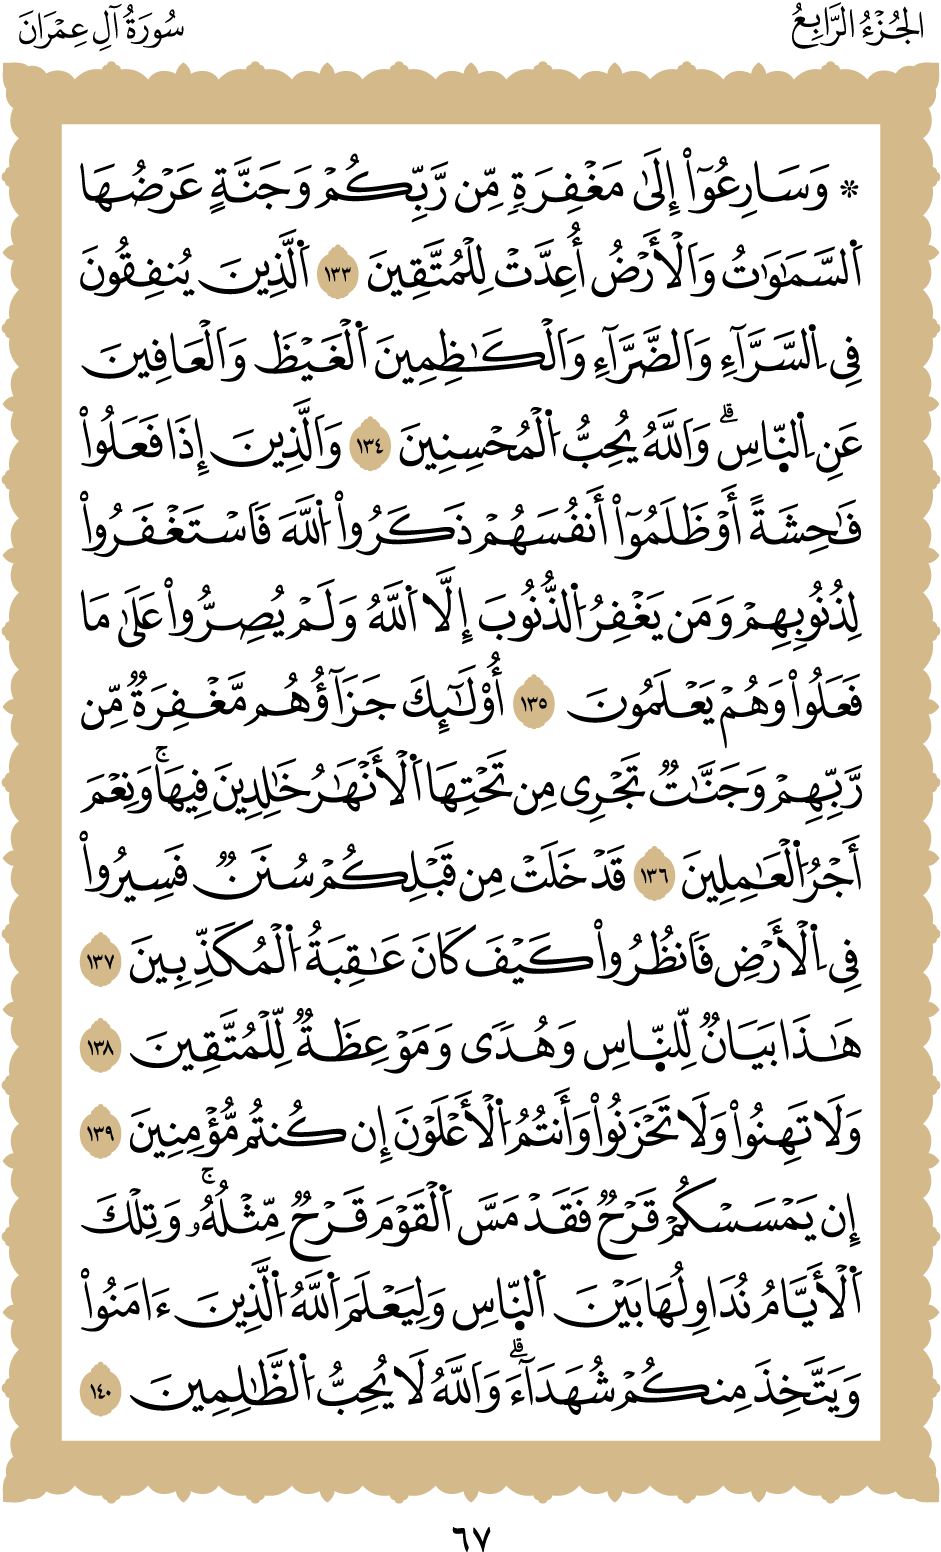 الجُزْءُ الرَّابِعُ
سُورَةُ آلِ عِمْرَانَ
* وَسَارِعُوٓا۟ إِلَىٰ مَغْفِرَةٍ مِّن رَّبِّكُمْ وَجَنَّةٍ عَرْضُهَا
ٱلسَّمَٰوَٰتُ وَٱلْأَرْضُ أُعِدَّتْ لِلْمُتَّقِينَ ١٣٣ ٱلَّذِينَ يُنفِقُونَ
فِي ٱلسَّرَّآءِ وَٱلضَّرَّآءِ وَٱلْكَٰظِمِينَ ٱلْغَيْظَ وَٱلْعَافِينَ
عَنِ ٱلنَّاسِۗ وَٱللَّهُ يُحِبُّ ٱلْمُحْسِنِينَ ١٣٤ وَٱلَّذِينَ إِذَا فَعَلُوا۟
فَٰحِشَةً أَوْ ظَلَمُوٓا۟ أَنفُسَهُمْ ذَكَرُوا۟ ٱللَّهَ فَٱسْتَغْفَرُوا۟
لِذُنُوبِهِمْ وَمَن يَغْفِرُ ٱلذُّنُوبَ إِلَّا ٱللَّهُ وَلَمْ يُصِرُّوا۟ عَلَىٰ مَا
فَعَلُوا۟ وَهُمْ يَعْلَمُونَ ١٣٥ أُو۟لَٰٓئِكَ جَزَآؤُهُم مَّغْفِرَةٌ مِّن
رَّبِّهِمْ وَجَنَّٰتٌ تَجْرِى مِن تَحْتِهَا ٱلْأَنْهَٰرُ خَٰلِدِينَ فِيهَاۚ وَنِعْمَ
أَجْرُ ٱلْعَٰمِلِينَ ١٣٦ قَدْ خَلَتْ مِن قَبْلِكُمْ سُنَنٌ فَسِيرُوا۟
فِي ٱلْأَرْضِ فَٱنظُرُوا۟ كَيْفَ كَانَ عَٰقِبَةُ ٱلْمُكَذِّبِينَ ١٣٧
هَٰذَا بَيَانٌ لِّلنَّاسِ وَهُدًى وَمَوْعِظَةٌ لِّلْمُتَّقِينَ ١٣٨
وَلَا تَهِنُوا۟ وَلَا تَحْزَنُوا۟ وَأَنتُمُ ٱلْأَعْلَوْنَ إِن كُنتُم مُّؤْمِنِينَ ١٣٩
إِن يَمْسَسْكُمْ قَرْحٌ فَقَدْ مَسَّ ٱلْقَوْمَ قَرْحٌ مِّثْلُهُۥۚ وَتِلْكَ
ٱلْأَيَّامُ نُدَاوِلُهَا بَيْنَ ٱلنَّاسِ وَلِيَعْلَمَ ٱللَّهُ ٱلَّذِينَ ءَامَنُوا۟
وَيَتَّخِذَ مِنكُمْ شُهَدَآءَۗ وَٱللَّهُ لَا يُحِبُّ ٱلظَّٰلِمِينَ ١٤٠
٦٧